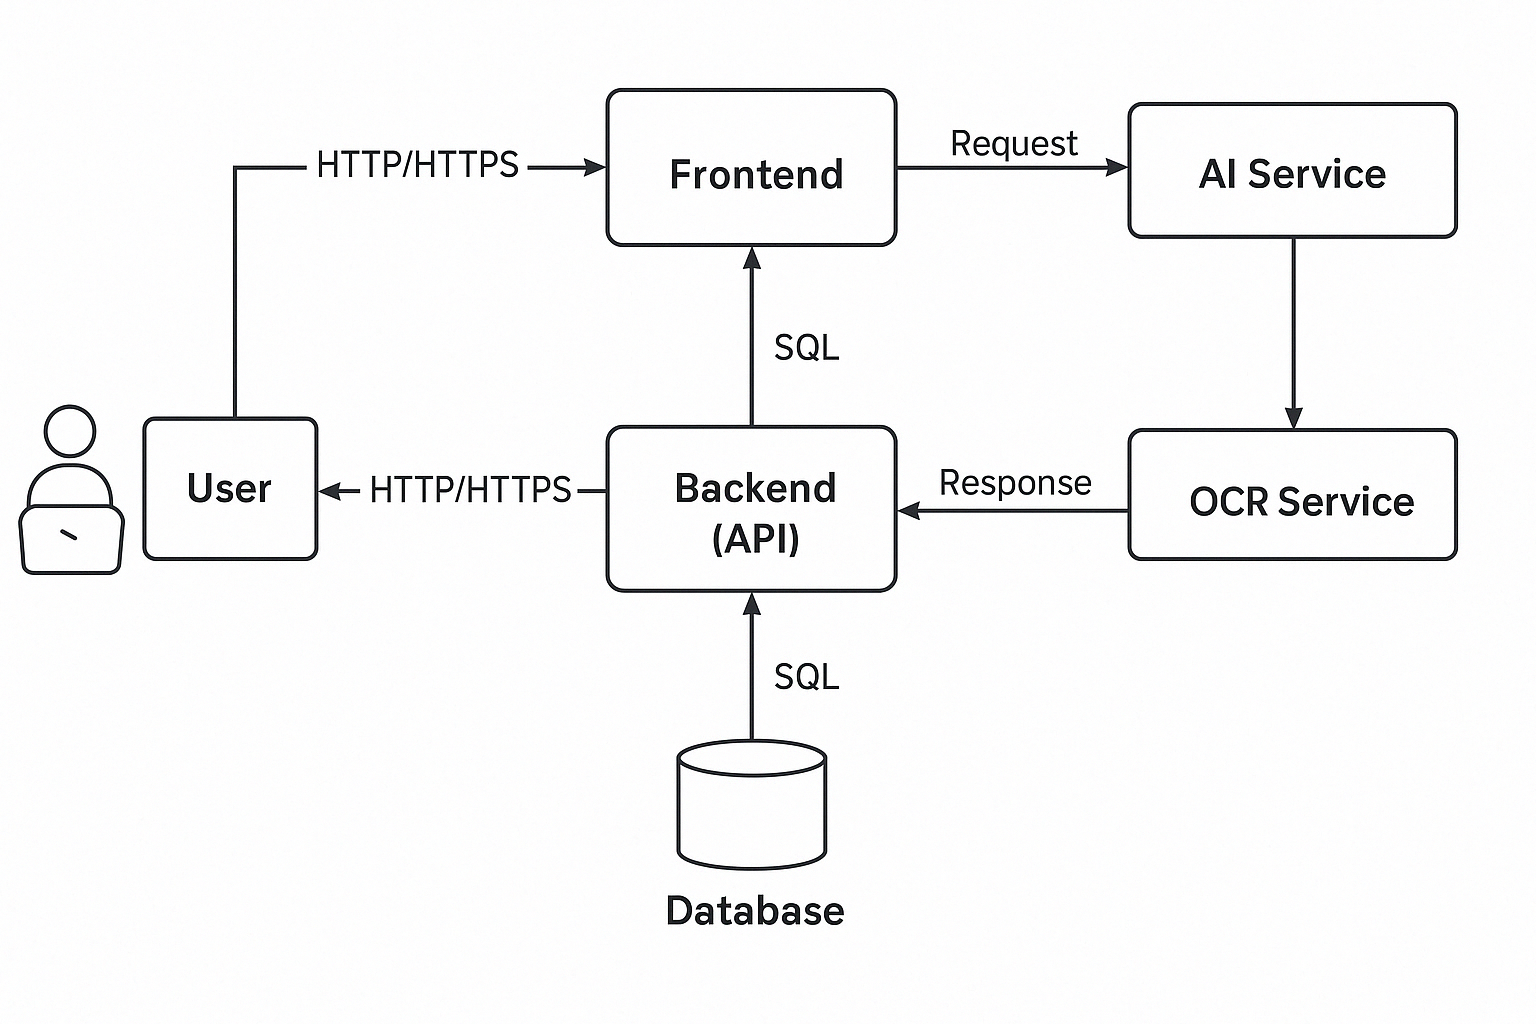 HTTP/HTTPS
Frontend
Request
AI Service
SQL
User
HTTP/HTTPS
Backend
(API)
Response
OCR Service
SQL
Database